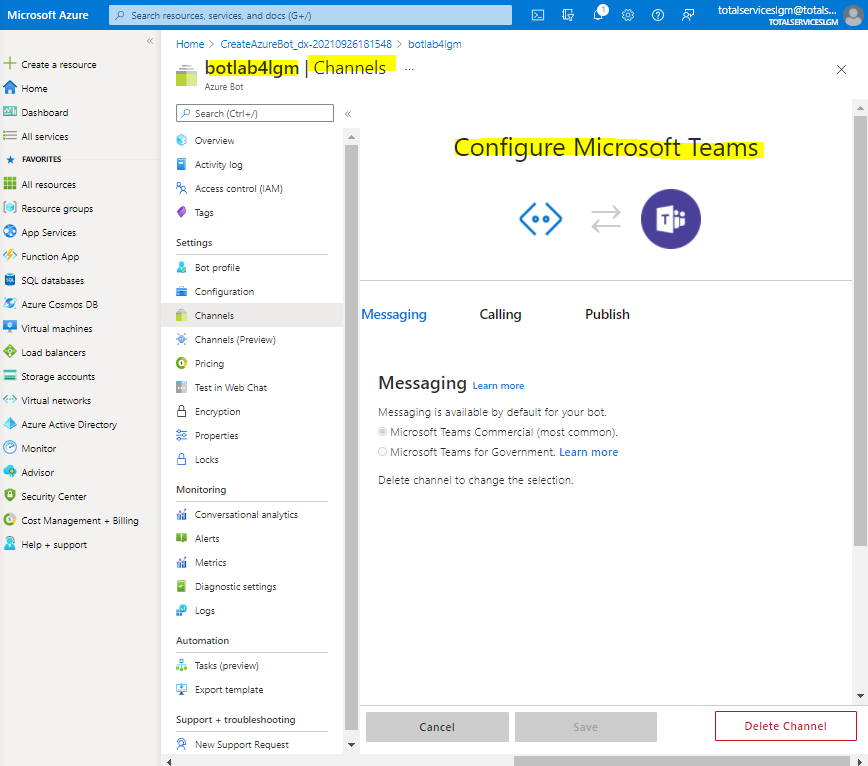 Microsoft Azure
Search resources, services, and docs (G+/)
1
totalserviceslgm@totals...
TOTALSERVICESLGM
Create a resource
Home
Dashboard
All services
FAVORITES
All resources
Resource groups
App Services
Function App
SQL databases
Azure Cosmos DB
Virtual machines
Load balancers
Storage accounts
Virtual networks
Azure Active Directory
Monitor
Advisor
Security Center
Cost Management + Billing
Help + support
Home > CreateAzureBot_dx-20210926181548 > botlab4lgm
botlab4lgm | Channels ...
Azure Bot
Search (Ctrl+/)
Overview
Activity log
Access control (IAM)
Tags
Settings
Bot profile
Configuration
Channels
Channels (Preview)
Pricing
Test in Web Chat
Encryption
Properties
Locks
Monitoring
Conversational analytics
Alerts
Metrics
Diagnostic settings
Logs
Automation
Tasks (preview)
Export template
Support + troubleshooting
New Support Request
Configure Microsoft Teams
T
Messaging Calling Publish
Messaging Learn more
Messaging is available by default for your bot.
Microsoft Teams Commercial (most common).
Microsoft Teams for Government. Learn more
Delete channel to change the selection.
Cancel Save Delete Channel